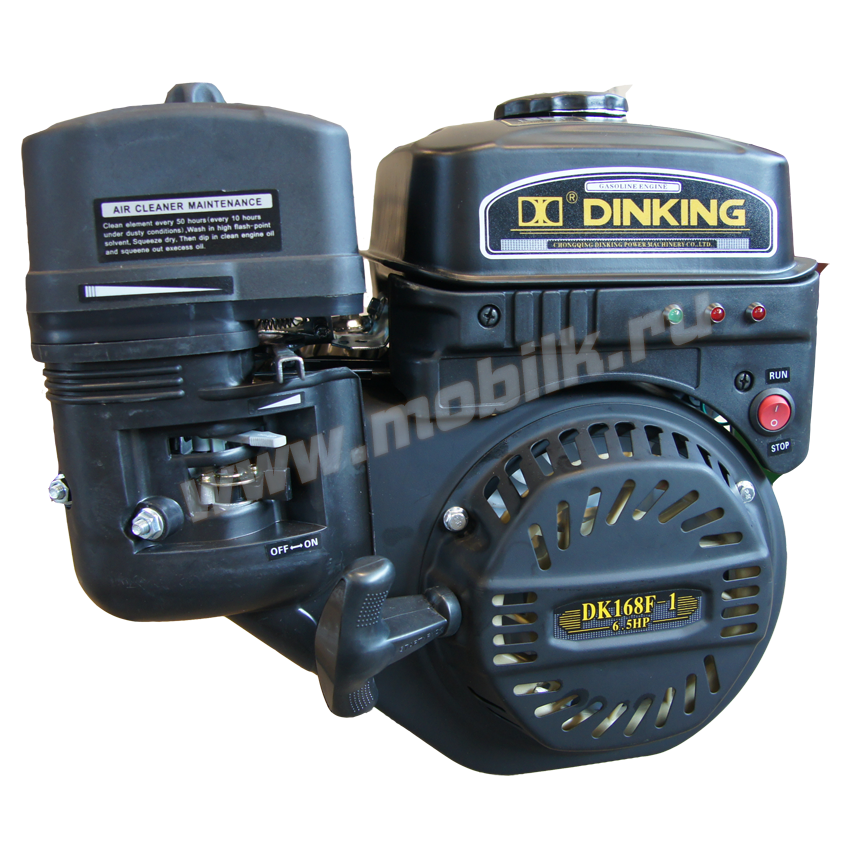 AIR CLEANER MAINTENANCE
Clean element every 50 hours(every 10 hours
under dusty conditions),Wash in high flash-point
solvent, Squeeze dry, Then dip in clean engine oil
and squeene out execess oil.
GASOLINE ENGINE
® DINKING
CHONGQING DINKING POWER MACHINERY CO.,LTD.
RUN
STOP
OFF ↔ ON
DK168F-1
6.5HP
www.mobilk.ru